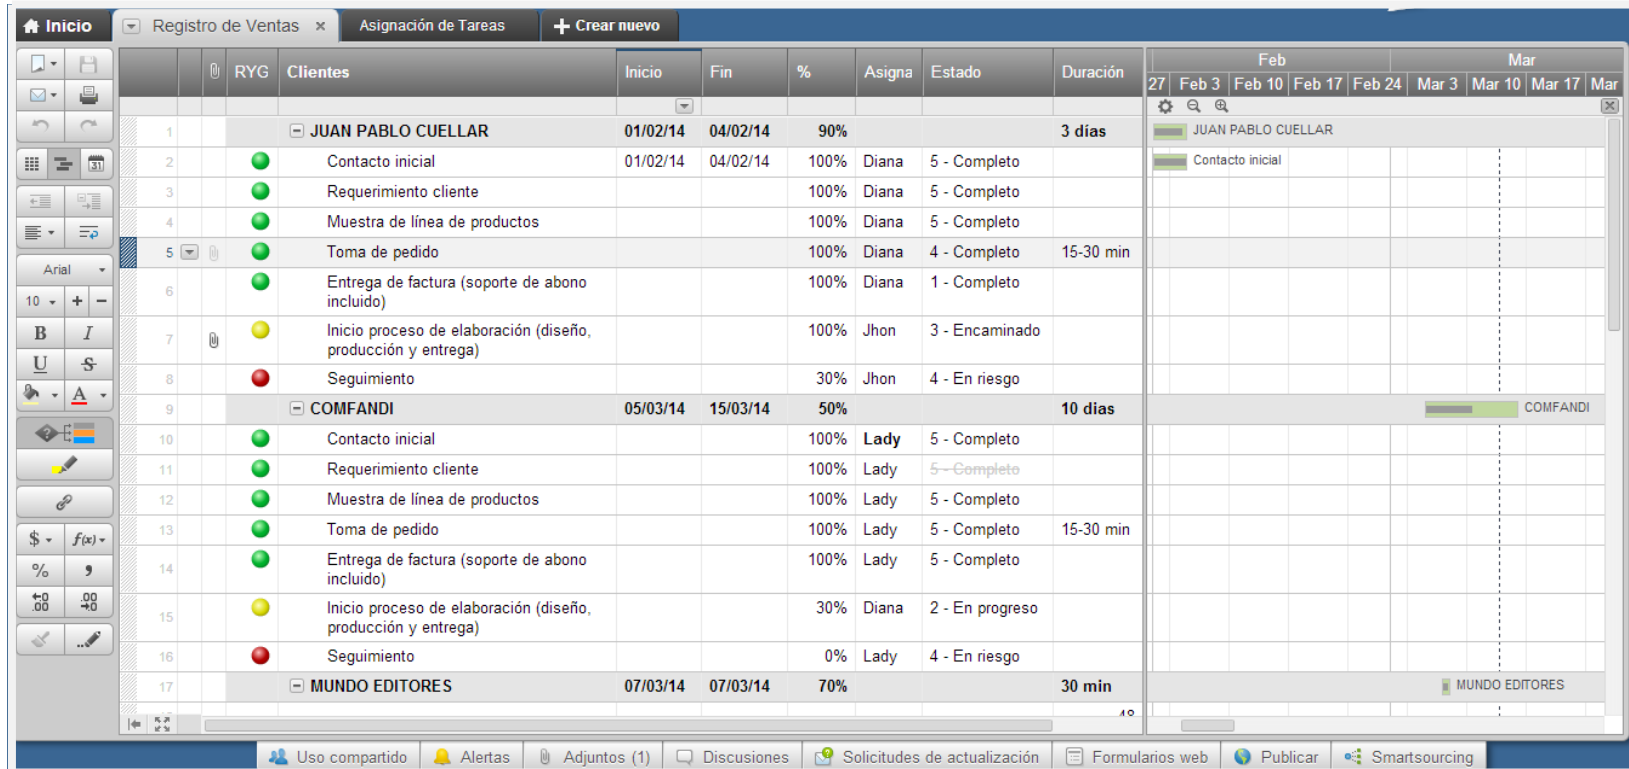 Inicio
Registro de Ventas ×
Asignación de Tareas
Crear nuevo
RYG Clientes Inicio Fin % Asigna Estado Duración
Feb Mar
27 Feb 3 Feb 10 Feb 17 Feb 24 Mar 3 Mar 10 Mar 17 Mar
1 JUAN PABLO CUELLAR 01/02/14 04/02/14 90% 3 días JUAN PABLO CUELLAR
2 Contacto inicial 01/02/14 04/02/14 100% Diana 5 - Completo Contacto inicial
3 Requerimiento cliente 100% Diana 5 - Completo
4 Muestra de línea de productos 100% Diana 5 - Completo
5 Toma de pedido 100% Diana 4 - Completo 15-30 min
6 Entrega de factura (soporte de abono 100% Diana 1 - Completo
incluido)
7 Inicio proceso de elaboración (diseño, 100% Jhon 3 - Encaminado
producción y entrega)
8 Seguimiento 30% Jhon 4 - En riesgo
9 COMFANDI 05/03/14 15/03/14 50% 10 dias COMFANDI
10 Contacto inicial 100% Lady 5 - Completo
11 Requerimiento cliente 100% Lady 5 - Completo
12 Muestra de línea de productos 100% Lady 5 - Completo
13 Toma de pedido 100% Lady 5 - Completo 15-30 min
14 Entrega de factura (soporte de abono 100% Lady 5 - Completo
incluido)
15 Inicio proceso de elaboración (diseño, 30% Diana 2 - En progreso
producción y entrega)
16 Seguimiento 0% Lady 4 - En riesgo
17 MUNDO EDITORES 07/03/14 07/03/14 70% 30 min MUNDO EDITORES
31
Arial
10 + −
B I
U S
A
$ f(x)
% ,
.00 .00
Uso compartido Alertas Adjuntos (1) Discusiones Solicitudes de actualización Formularios web Publicar Smartsourcing